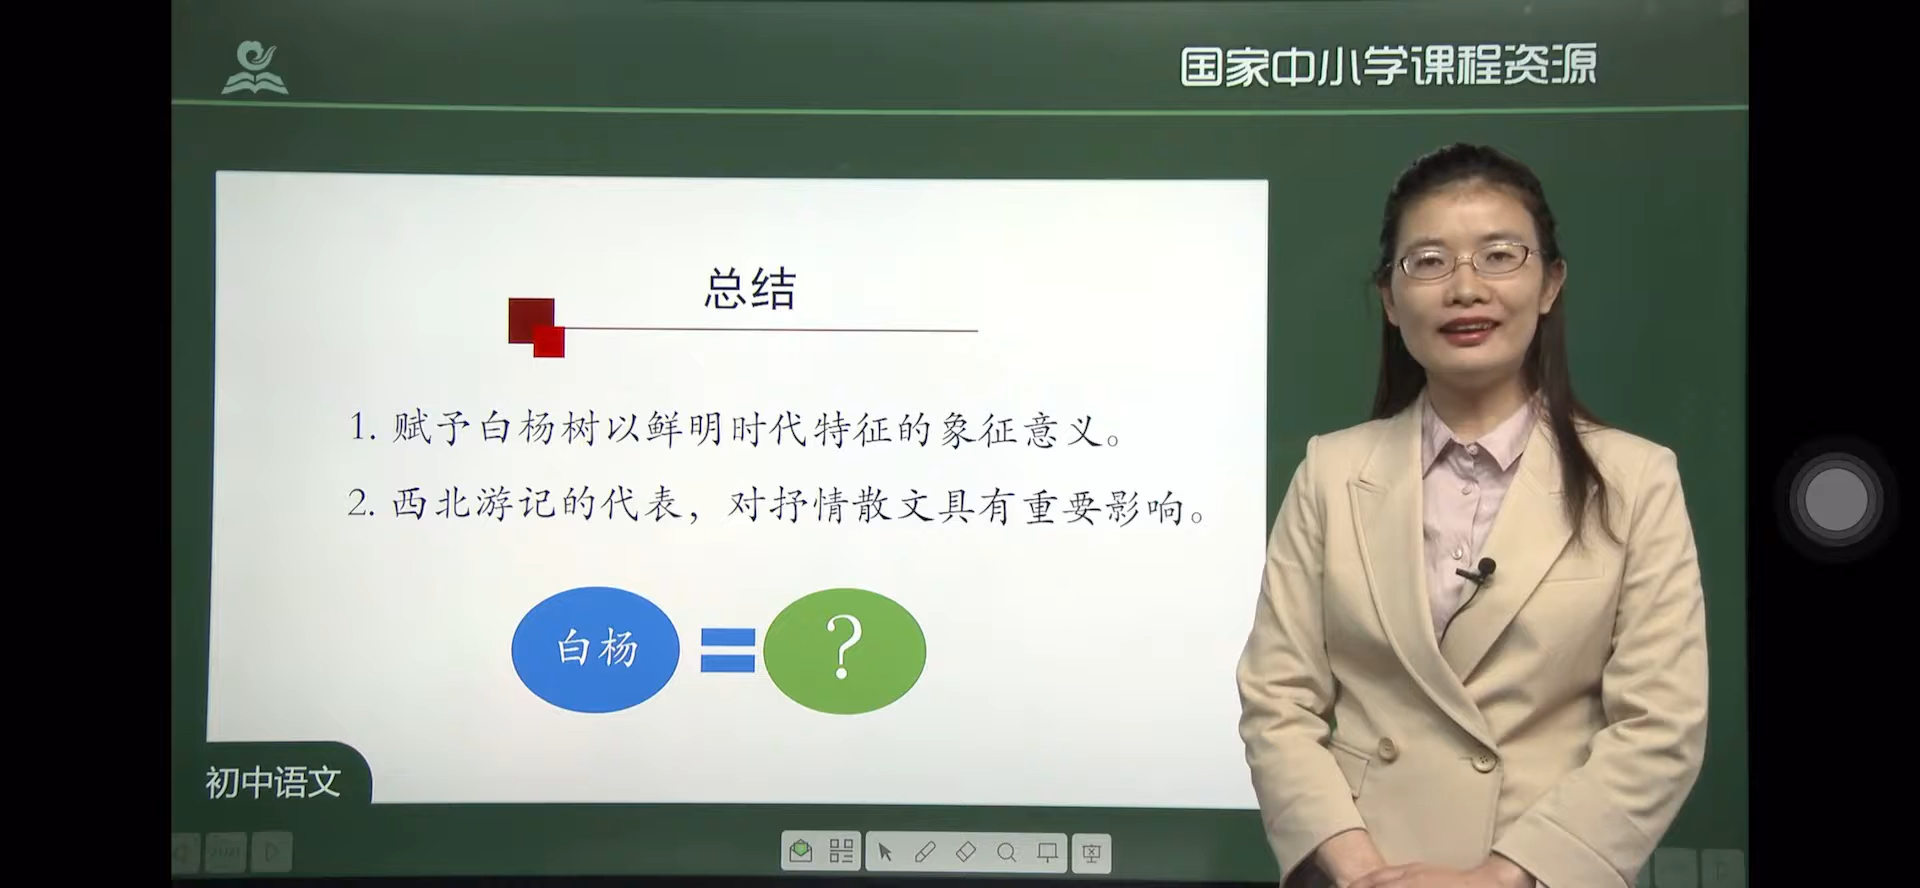 国家中小学课程资源
总结
1. 赋予白杨树以鲜明时代特征的象征意义。
2. 西北游记的代表，对抒情散文具有重要影响。
白杨 = ?
初中语文